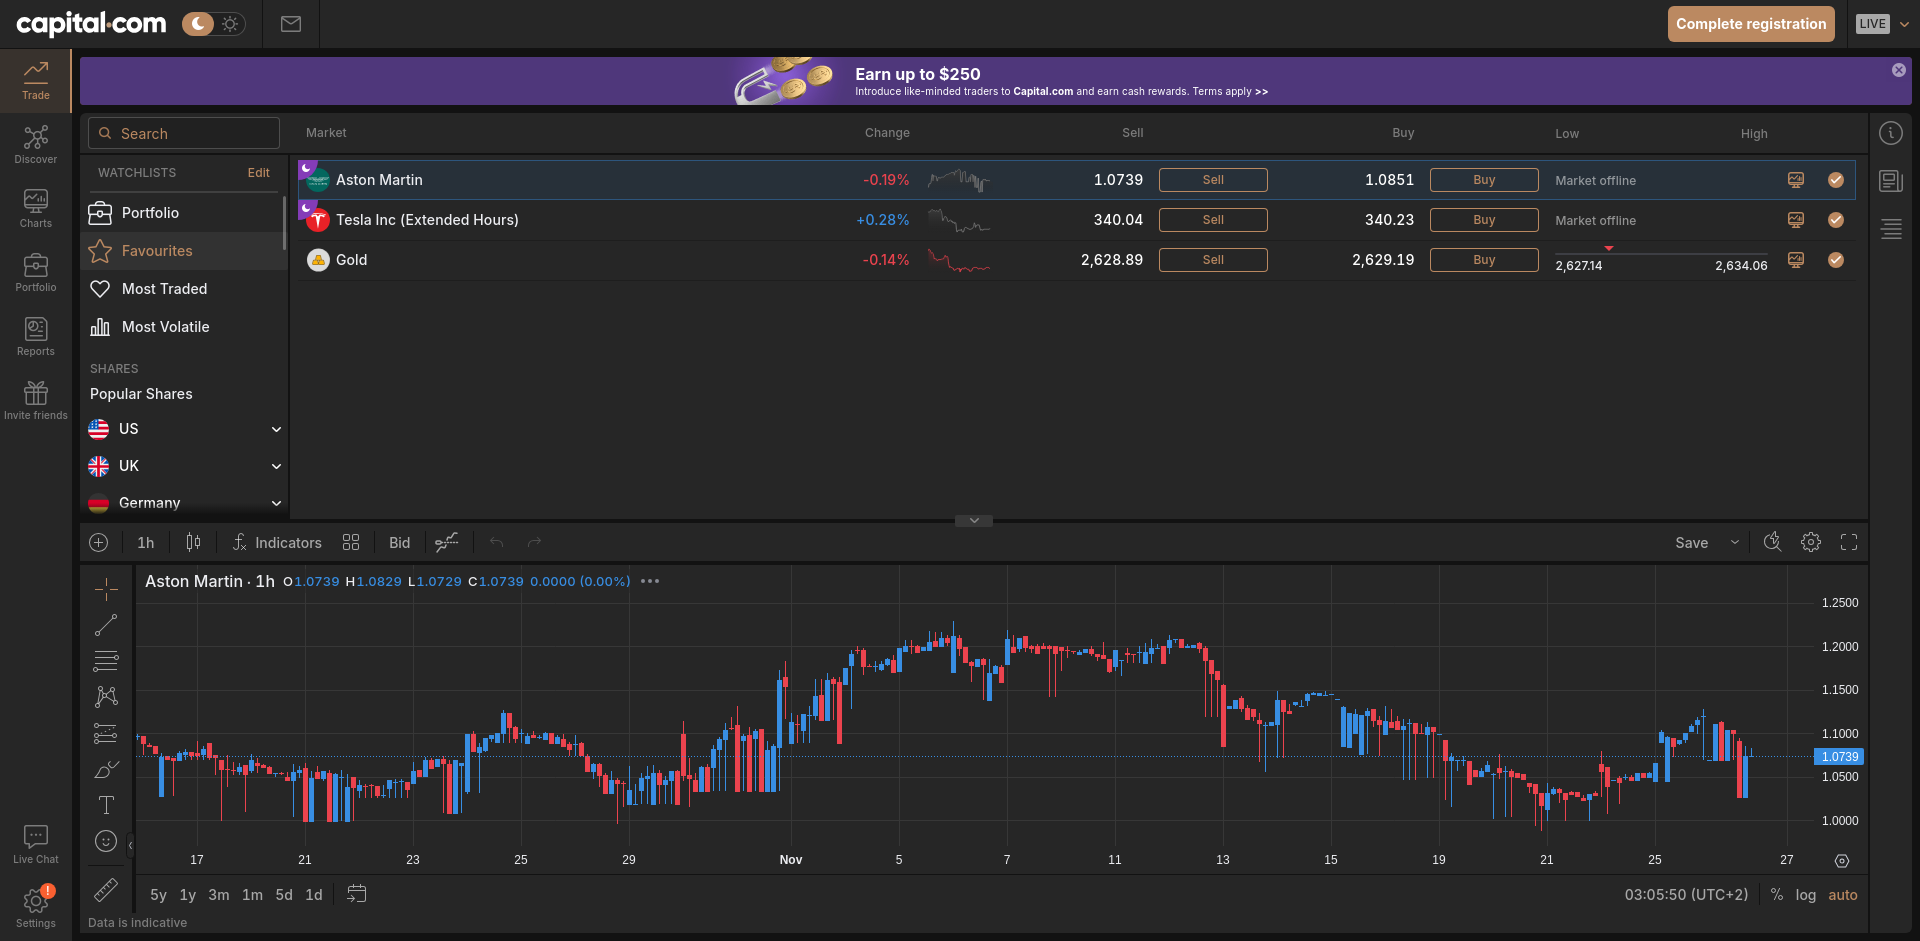 capital.com
Complete registration
LIVE
Trade
Discover
Charts
Portfolio
Reports
Invite friends
Live Chat
!
Settings
Earn up to $250
Introduce like-minded traders to Capital.com and earn cash rewards. Terms apply >>
Search
WATCHLISTS Edit
Portfolio
Favourites
Most Traded
Most Volatile
SHARES
Popular Shares
US
UK
Germany
Market Change Sell Buy Low High
Aston Martin -0.19% 1.0739 Sell 1.0851 Buy Market offline
Tesla Inc (Extended Hours) +0.28% 340.04 Sell 340.23 Buy Market offline
Gold -0.14% 2,628.89 Sell 2,629.19 Buy 2,627.14 2,634.06
1h Indicators Bid Save
Aston Martin · 1h O1.0739 H1.0829 L1.0729 C1.0739 0.0000 (0.00%)
1.2500
1.2000
1.1500
1.1000
1.0739
1.0500
1.0000
17 21 23 25 29 Nov 5 7 11 13 15 19 21 25 27
5y 1y 3m 1m 5d 1d 03:05:50 (UTC+2) % log auto
Data is indicative